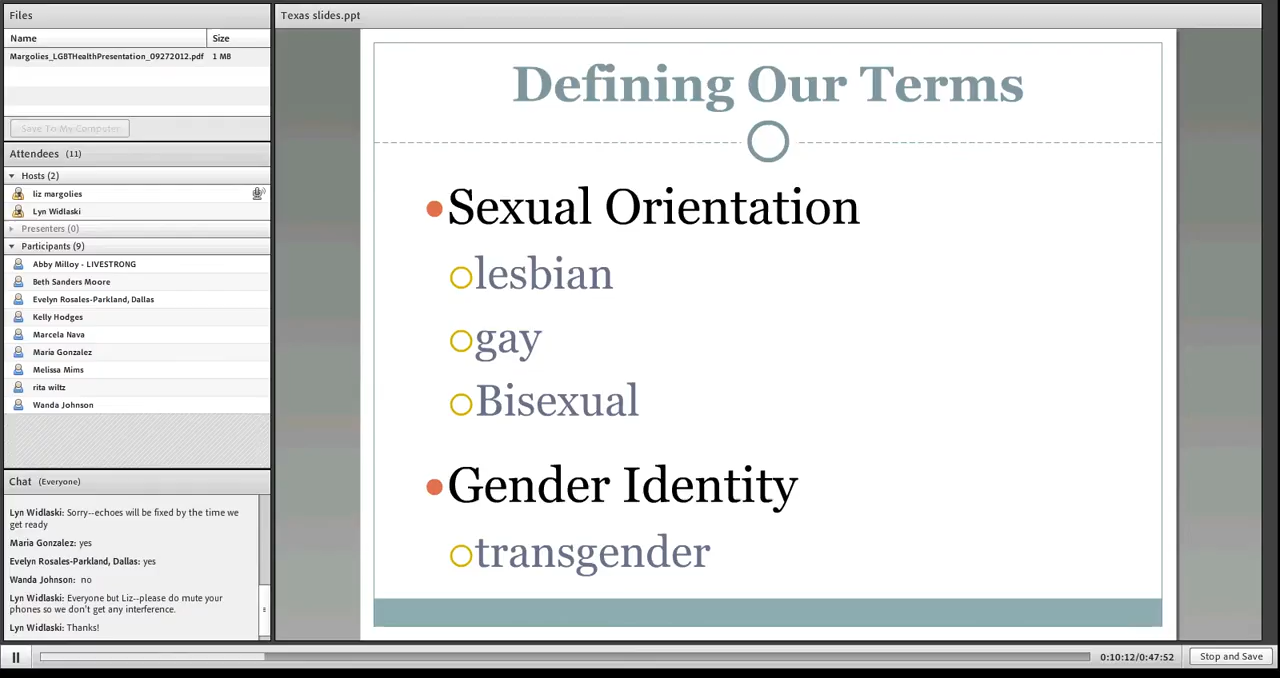 Files
Name Size
Margolies_LGBTHealthPresentation_09272012.pdf 1 MB
Save To My Computer
Attendees (11)
Hosts (2)
liz margolies
Lyn Widlaski
Presenters (0)
Participants (9)
Abby Milloy - LIVESTRONG
Beth Sanders Moore
Evelyn Rosales-Parkland, Dallas
Kelly Hodges
Marcela Nava
Maria Gonzalez
Melissa Mims
rita wiltz
Wanda Johnson
Chat (Everyone)
Lyn Widlaski: Sorry--echoes will be fixed by the time we
get ready
Maria Gonzalez: yes
Evelyn Rosales-Parkland, Dallas: yes
Wanda Johnson: no
Lyn Widlaski: Everyone but Liz--please do mute your
phones so we don't get any interference.
Lyn Widlaski: Thanks!
Texas slides.ppt
Defining Our Terms
Sexual Orientation
lesbian
gay
Bisexual
Gender Identity
transgender
0:10:12/0:47:52
Stop and Save